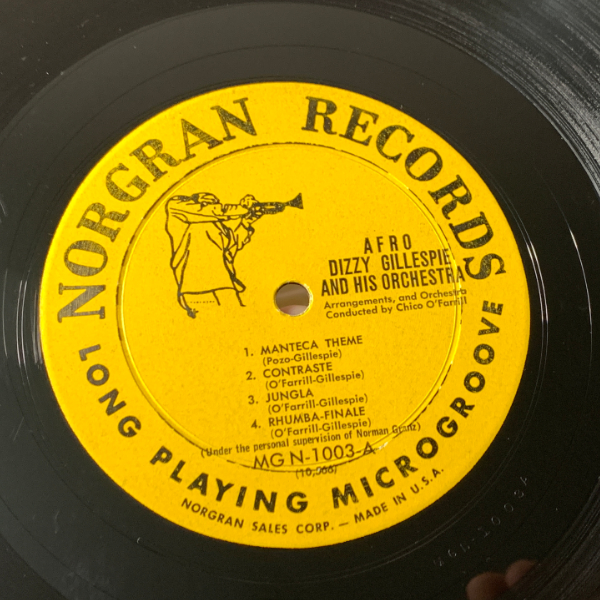 NORGRAN RECORDS
AFRO
DIZZY GILLESPIE
AND HIS ORCHESTRA
Arrangements, and Orchestra
Conducted by Chico O'Farrill
1. MANTECA THEME
(Pozo-Gillespie)
2. CONTRASTE
(O'Farrill-Gillespie)
3. JUNGLA
(O'Farrill-Gillespie)
4. RHUMBA-FINALE
(O'Farrill-Gillespie)
(Under the personal supervision of Norman Granz)
MG N-1003-A
LONG PLAYING MICROGROOVE
NORGRAN SALES CORP. — MADE IN U.S.A.